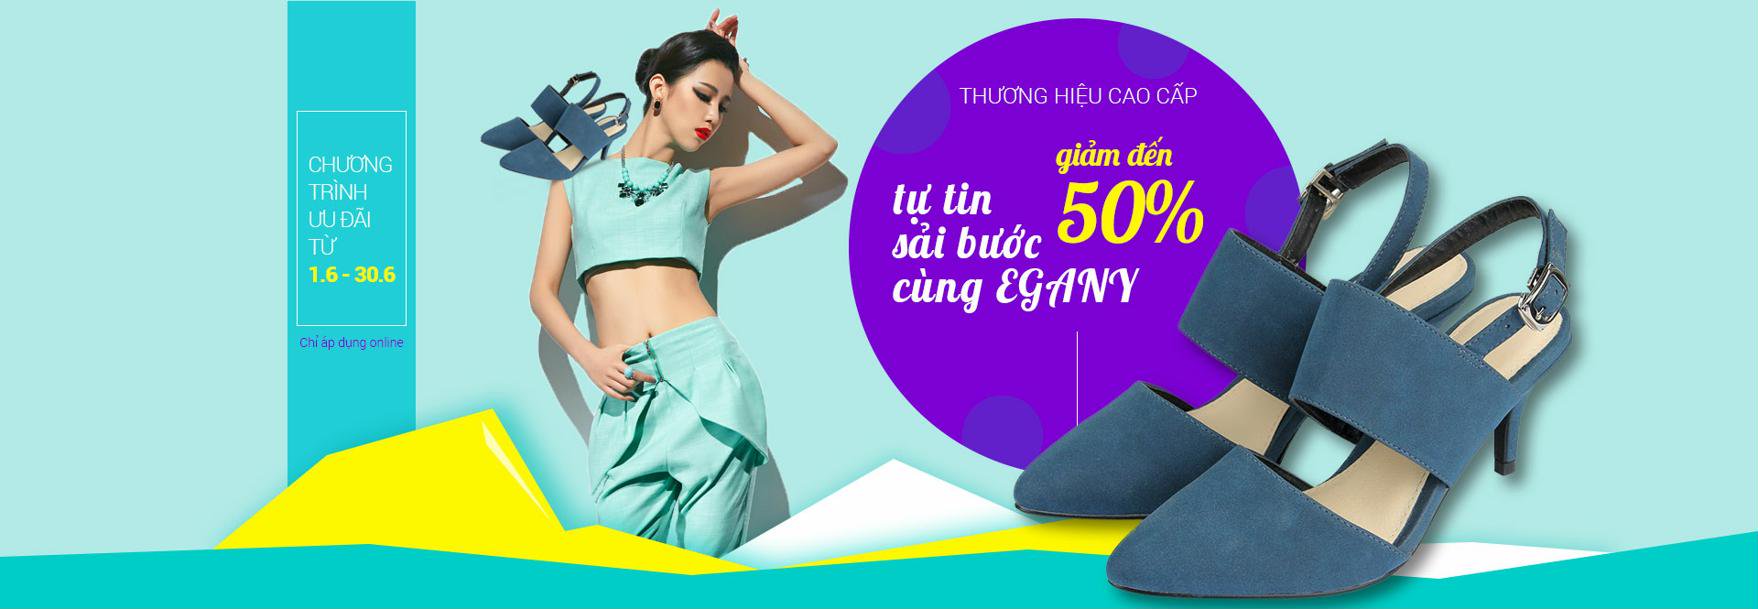 CHƯƠNG
TRÌNH
ƯU ĐÃI
TỪ
1.6 - 30.6
Chỉ áp dụng online
THƯƠNG HIỆU CAO CẤP
giảm đến
50%
tự tin
sải bước
cùng EGANY